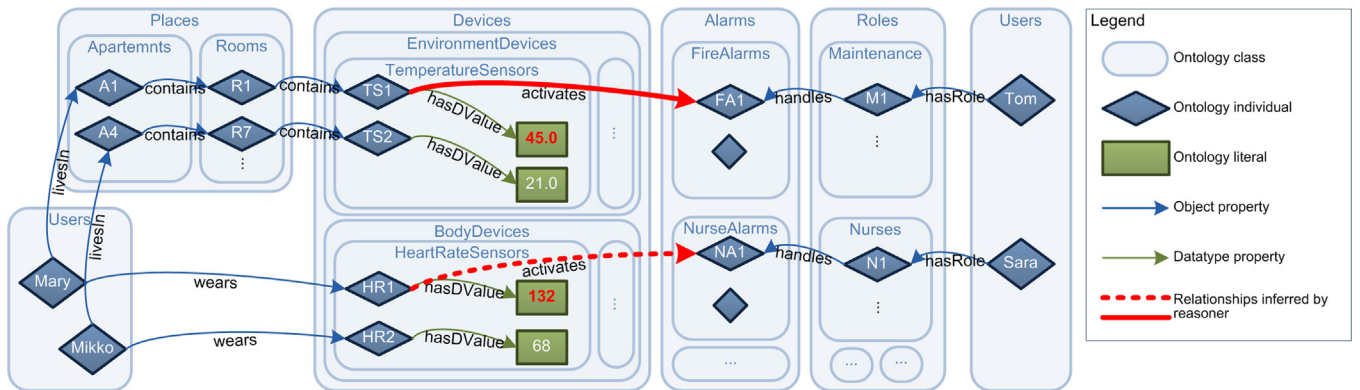 Places
Devices
Alarms
Roles
Users
Legend
Apartemnts
Rooms
EnvironmentDevices
FireAlarms
Maintenance
Ontology class
TemperatureSensors
A1
contains
R1
contains
TS1
activates
FA1
handles
M1
hasRole
Tom
Ontology individual
hasDValue
45.0
A4
contains
R7
contains
TS2
...
...
...
hasDValue
21.0
Ontology literal
livesIn
livesIn
Users
Object property
BodyDevices
NurseAlarms
Nurses
HeartRateSensors
NA1
handles
N1
hasRole
Sara
Datatype property
activates
Mary
wears
HR1
hasDValue
132
...
...
Relationships inferred by
reasoner
Mikko
wears
HR2
hasDValue
68
...
...
...